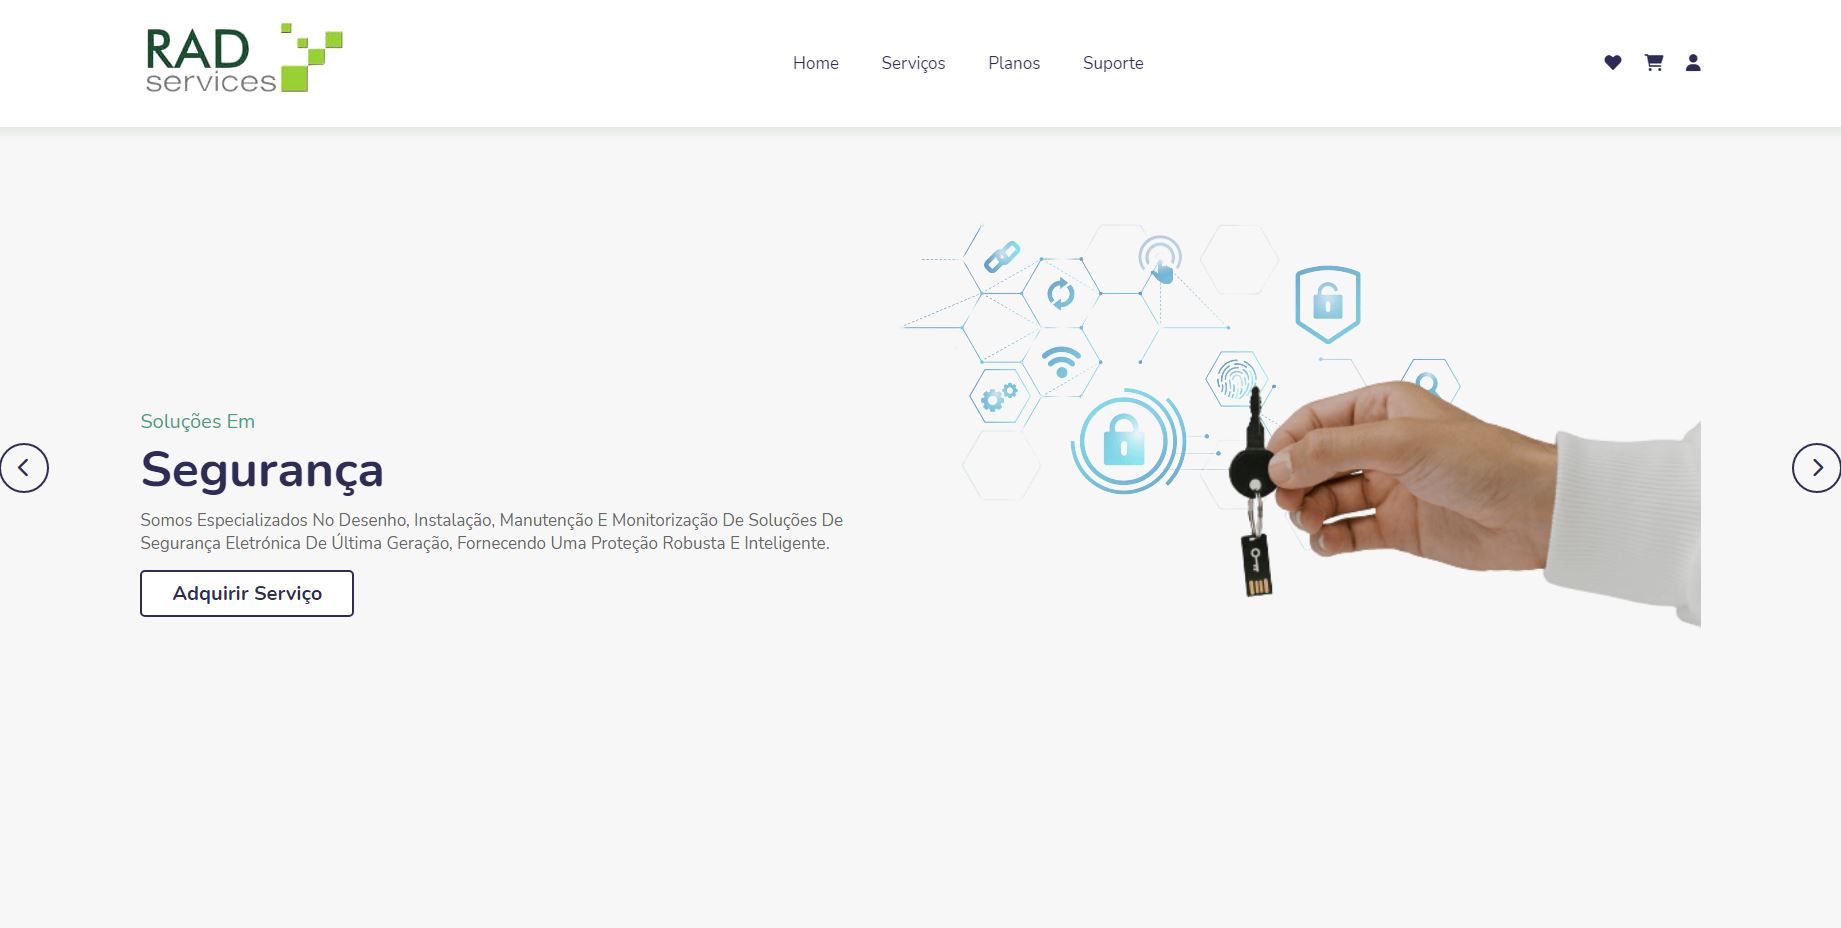 RAD
services
Home Serviços Planos Suporte
Soluções Em
Segurança
Somos Especializados No Desenho, Instalação, Manutenção E Monitorização De Soluções De
Segurança Eletrónica De Última Geração, Fornecendo Uma Proteção Robusta E Inteligente.
Adquirir Serviço